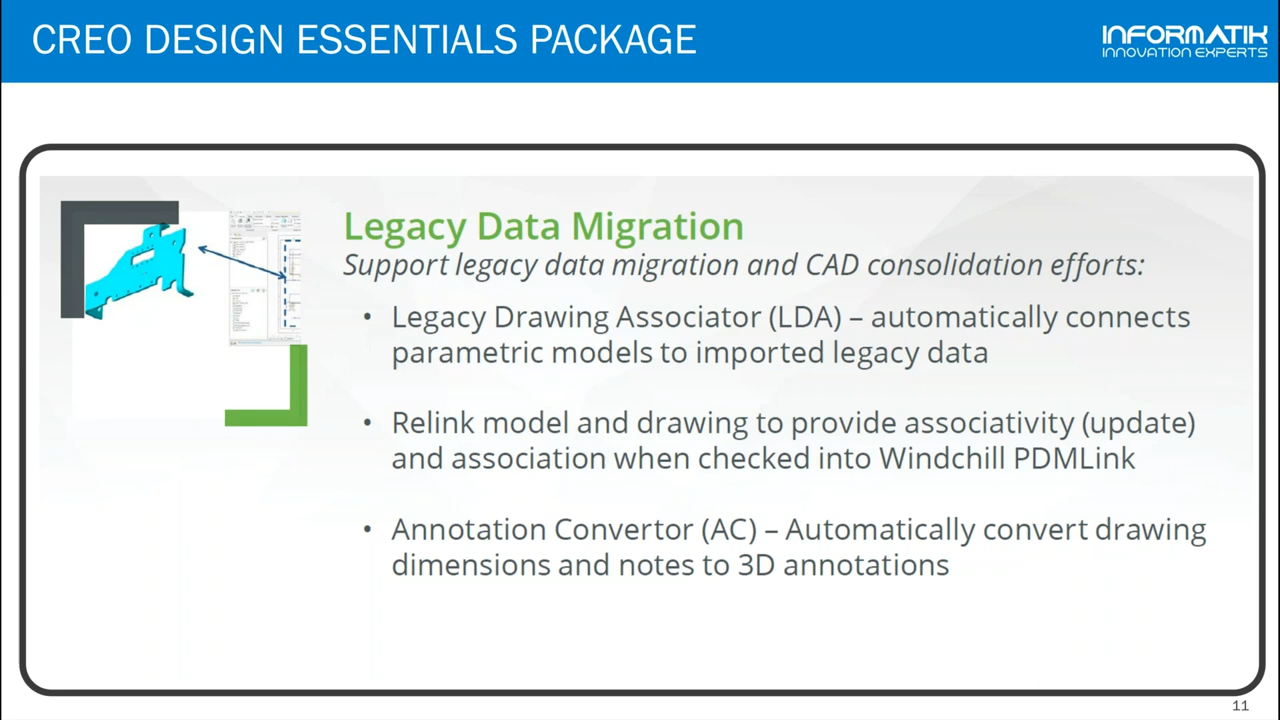 CREO DESIGN ESSENTIALS PACKAGE
INFORMATIK
INNOVATION EXPERTS
Legacy Data Migration
Support legacy data migration and CAD consolidation efforts:
• Legacy Drawing Associator (LDA) – automatically connects
parametric models to imported legacy data
• Relink model and drawing to provide associativity (update)
and association when checked into Windchill PDMLink
• Annotation Convertor (AC) – Automatically convert drawing
dimensions and notes to 3D annotations
11